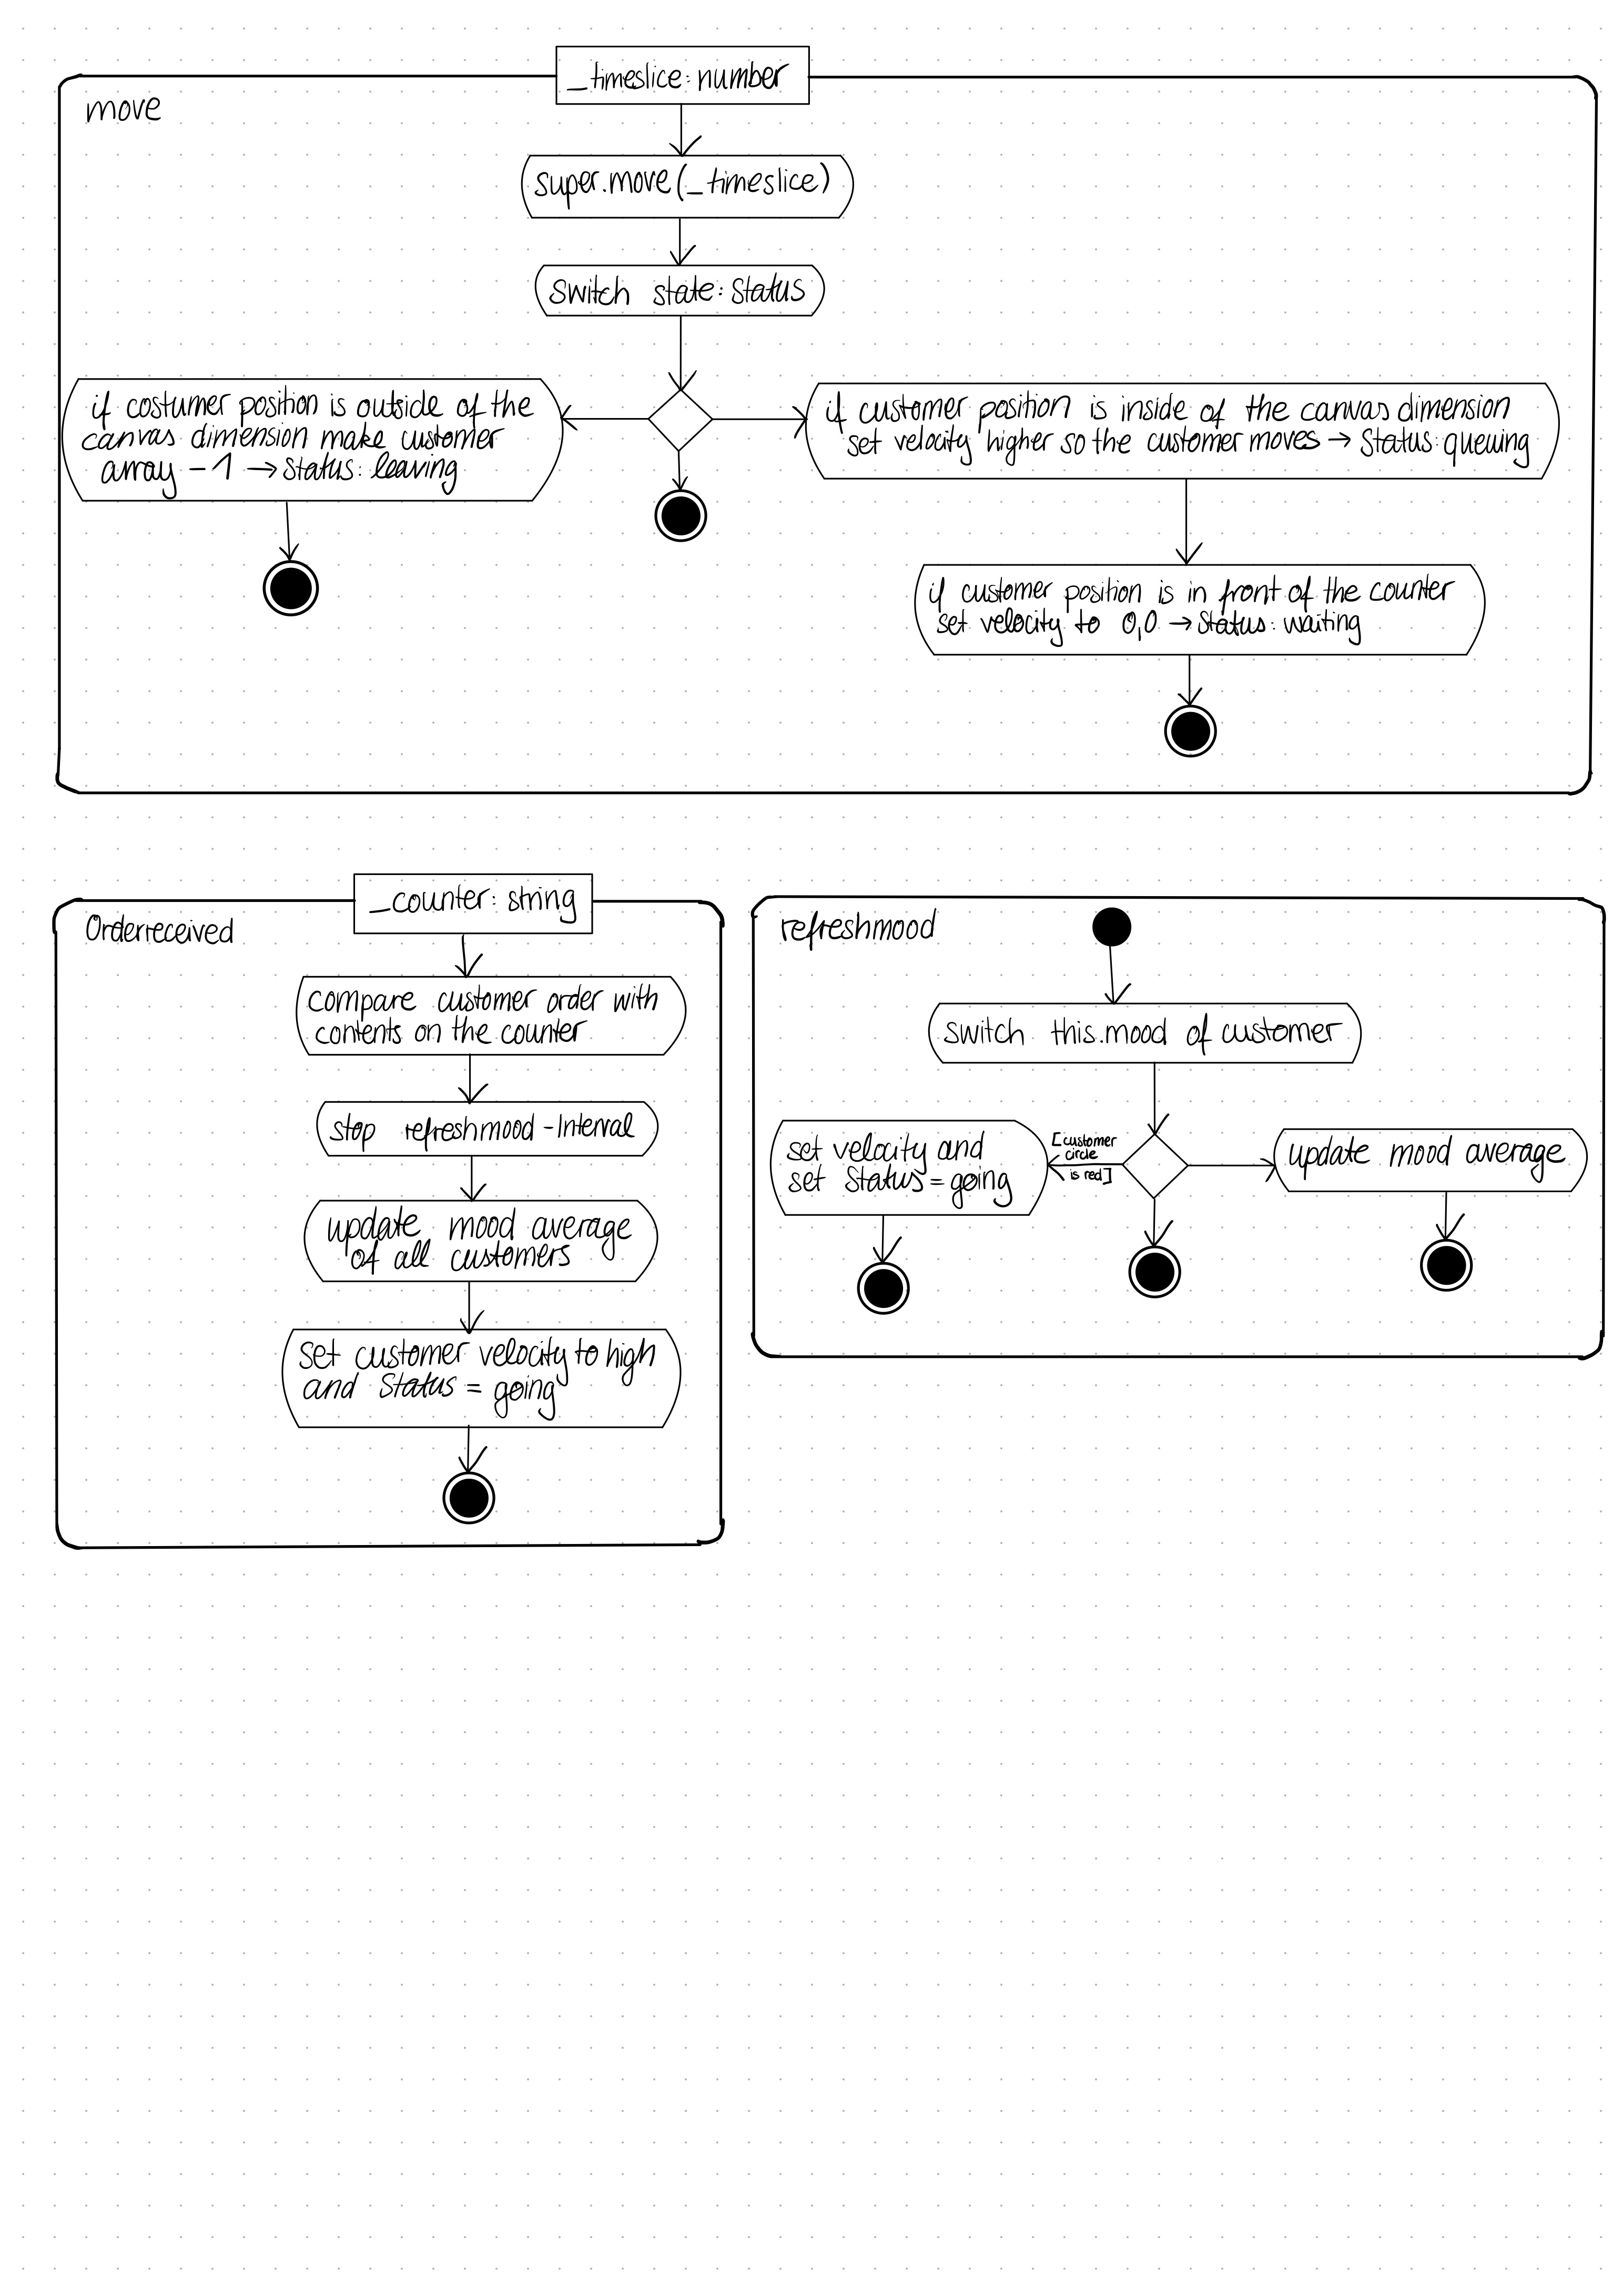 _timeslice: number
move
super.move(_timeslice)
switch state: Status
if costumer position is outside of the
canvas dimension make customer
array - 1 → Status: leaving
if customer position is inside of the canvas dimension
set velocity higher so the customer moves → Status: queuing
if customer position is in front of the counter
set velocity to 0,0 → Status: waiting
_counter: string
Orderreceived
compare customer order with
contents on the counter
stop refreshmood-Interval
update mood average
of all customers
set customer velocity to high
and Status = going
refreshmood
switch this.mood of customer
set velocity and
set Status = going
[customer
circle
is red]
update mood average